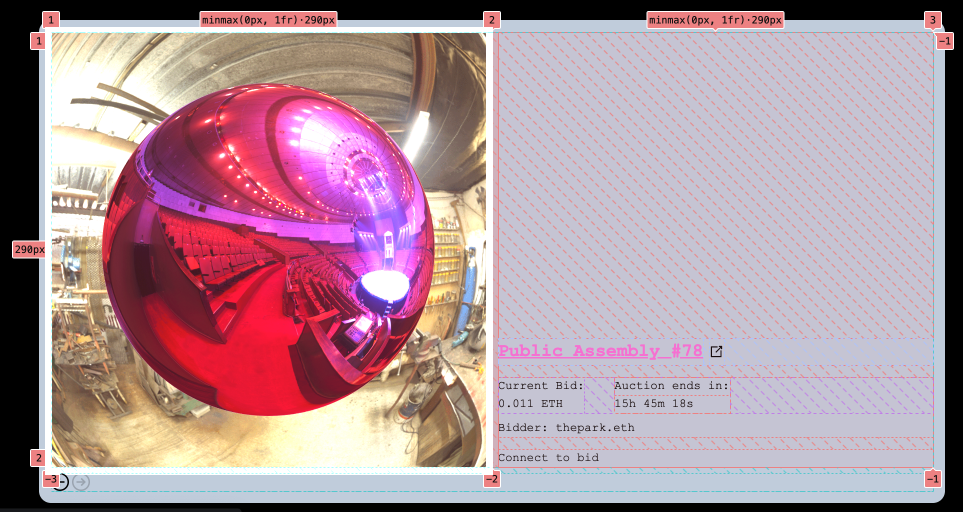 1
minmax(0px, 1fr)·290px
2
minmax(0px, 1fr)·290px
3
1
-1
290px
Public Assembly #78
Current Bid:
Auction ends in:
0.011 ETH
15h 45m 18s
Bidder: thepark.eth
2
Connect to bid
-3
-2
-1